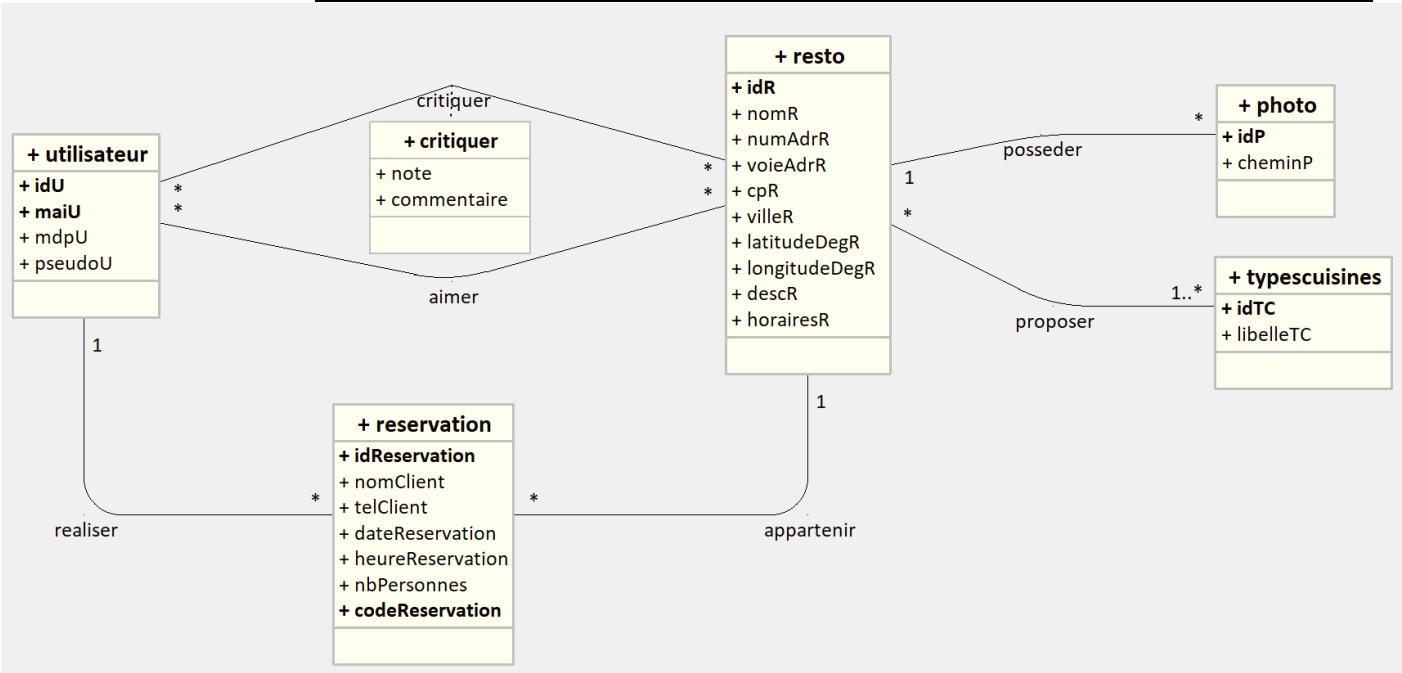 + utilisateur
+ idU
+ maiU
+ mdpU
+ pseudoU
critiquer
*
*
*
*
aimer
+ critiquer
+ note
+ commentaire
+ resto
+ idR
+ nomR
+ numAdrR
+ voieAdrR
+ cpR
+ villeR
+ latitudeDegR
+ longitudeDegR
+ descR
+ horairesR
1
posseder
*
+ photo
+ idP
+ cheminP
*
proposer
1..*
+ typescuisines
+ idTC
+ libelleTC
1
realiser
*
+ reservation
+ idReservation
+ nomClient
+ telClient
+ dateReservation
+ heureReservation
+ nbPersonnes
+ codeReservation
*
appartenir
1